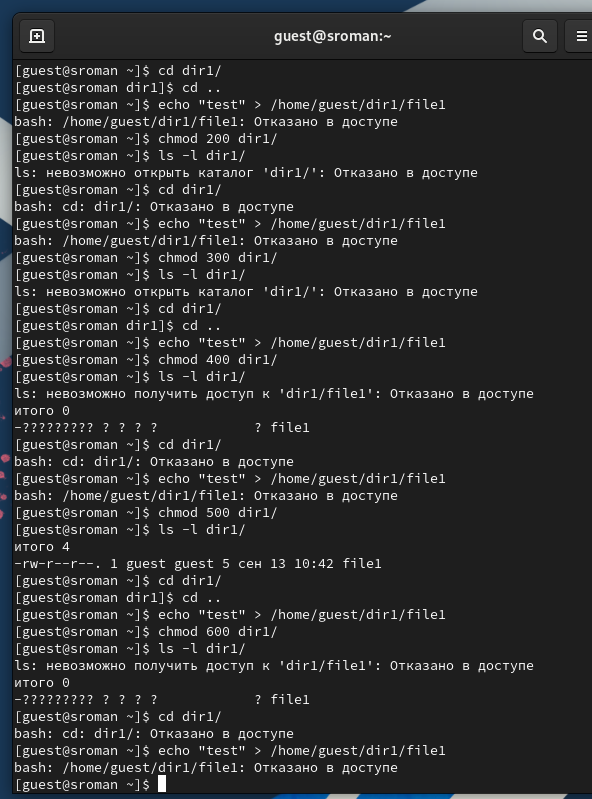 guest@sroman:~
[guest@sroman ~]$ cd dir1/
[guest@sroman dir1]$ cd ..
[guest@sroman ~]$ echo "test" > /home/guest/dir1/file1
bash: /home/guest/dir1/file1: Отказано в доступе
[guest@sroman ~]$ chmod 200 dir1/
[guest@sroman ~]$ ls -l dir1/
ls: невозможно открыть каталог 'dir1/': Отказано в доступе
[guest@sroman ~]$ cd dir1/
bash: cd: dir1/: Отказано в доступе
[guest@sroman ~]$ echo "test" > /home/guest/dir1/file1
bash: /home/guest/dir1/file1: Отказано в доступе
[guest@sroman ~]$ chmod 300 dir1/
[guest@sroman ~]$ ls -l dir1/
ls: невозможно открыть каталог 'dir1/': Отказано в доступе
[guest@sroman ~]$ cd dir1/
[guest@sroman dir1]$ cd ..
[guest@sroman ~]$ echo "test" > /home/guest/dir1/file1
[guest@sroman ~]$ chmod 400 dir1/
[guest@sroman ~]$ ls -l dir1/
ls: невозможно получить доступ к 'dir1/file1': Отказано в доступе
итого 0
-????????? ? ? ? ?            ? file1
[guest@sroman ~]$ cd dir1/
bash: cd: dir1/: Отказано в доступе
[guest@sroman ~]$ echo "test" > /home/guest/dir1/file1
bash: /home/guest/dir1/file1: Отказано в доступе
[guest@sroman ~]$ chmod 500 dir1/
[guest@sroman ~]$ ls -l dir1/
итого 4
-rw-r--r--. 1 guest guest 5 сен 13 10:42 file1
[guest@sroman ~]$ cd dir1/
[guest@sroman dir1]$ cd ..
[guest@sroman ~]$ echo "test" > /home/guest/dir1/file1
[guest@sroman ~]$ chmod 600 dir1/
[guest@sroman ~]$ ls -l dir1/
ls: невозможно получить доступ к 'dir1/file1': Отказано в доступе
итого 0
-????????? ? ? ? ?            ? file1
[guest@sroman ~]$ cd dir1/
bash: cd: dir1/: Отказано в доступе
[guest@sroman ~]$ echo "test" > /home/guest/dir1/file1
bash: /home/guest/dir1/file1: Отказано в доступе
[guest@sroman ~]$